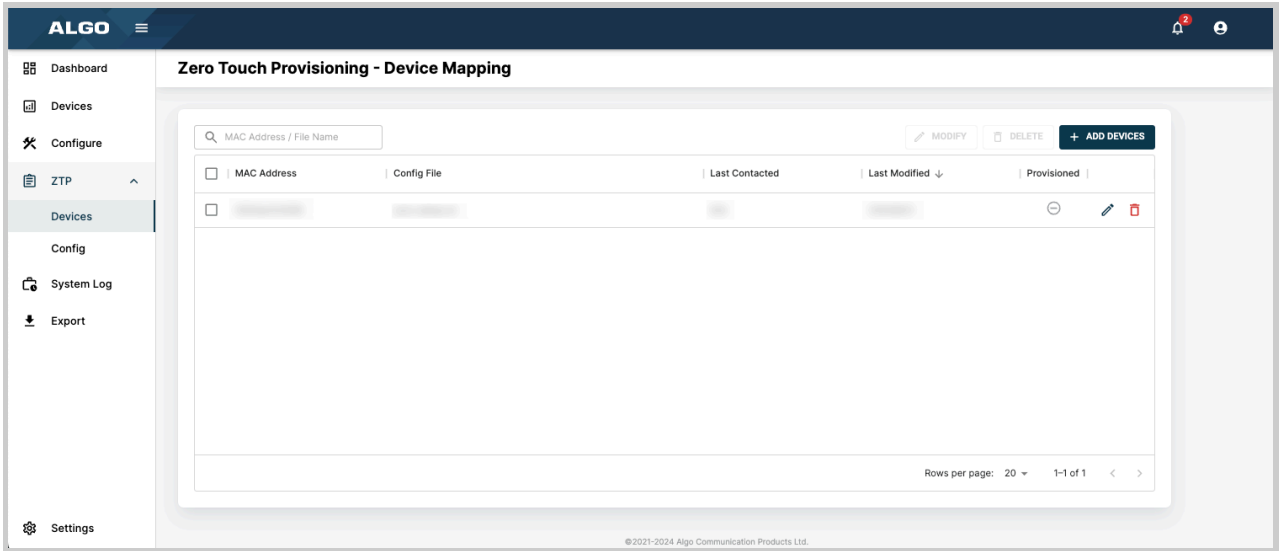 ALGO
2
Dashboard
Zero Touch Provisioning - Device Mapping
Devices
Configure
ZTP
Devices
Config
System Log
Export
Settings
MAC Address / File Name
MODIFY
DELETE
+ ADD DEVICES
MAC Address
Config File
Last Contacted
Last Modified
Provisioned
Rows per page: 20
1–1 of 1
©2021-2024 Algo Communication Products Ltd.